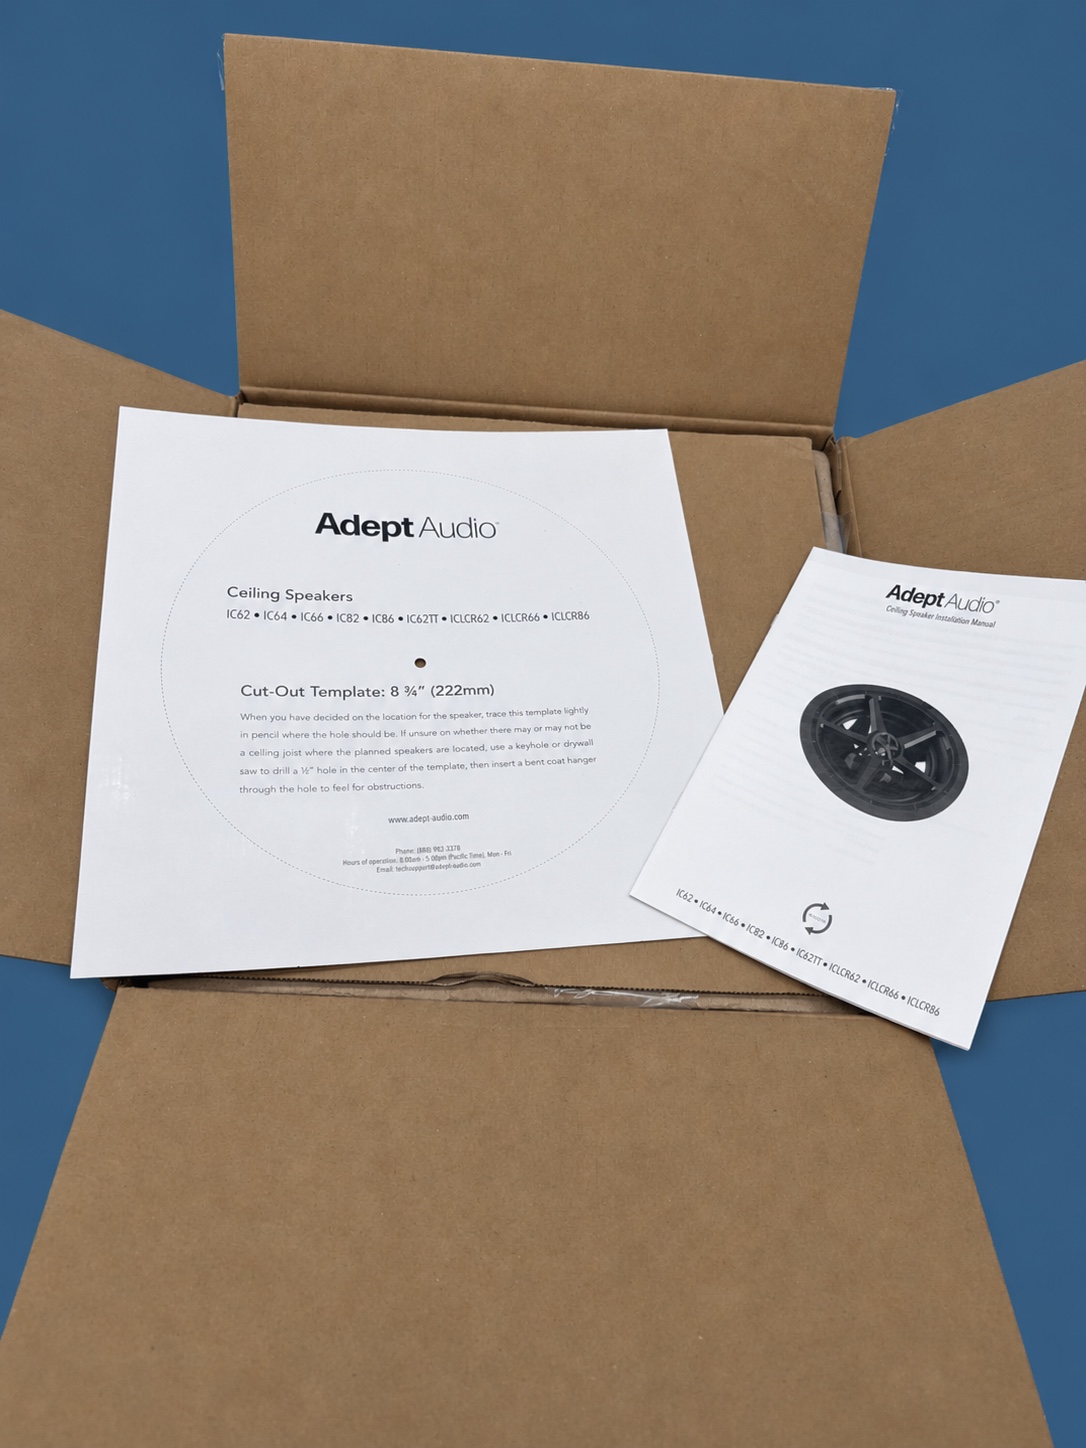 Adept Audio™
Ceiling Speakers
IC62 • IC64 • IC66 • IC82 • IC86 • IC62TT • ICLCR62 • ICLCR66 • ICLCR86
Cut-Out Template: 8 ¾” (222mm)
When you have decided on the location for the speaker, trace this template lightly
in pencil where the hole should be. If unsure on whether there may or may not be
a ceiling joist where the planned speakers are located, use a keyhole or drywall
saw to drill a ½” hole in the center of the template, then insert a bent coat hanger
through the hole to feel for obstructions.
www.adept-audio.com
Phone: (888) 982-3378
Hours of operation: 8:00am - 5:00pm (Pacific Time), Mon - Fri
Email: techsupport@adept-audio.com
Adept Audio®
Ceiling Speaker Installation Manual
IC62 • IC64 • IC66 • IC82 • IC86 • IC62TT • ICLCR62 • ICLCR66 • ICLCR86